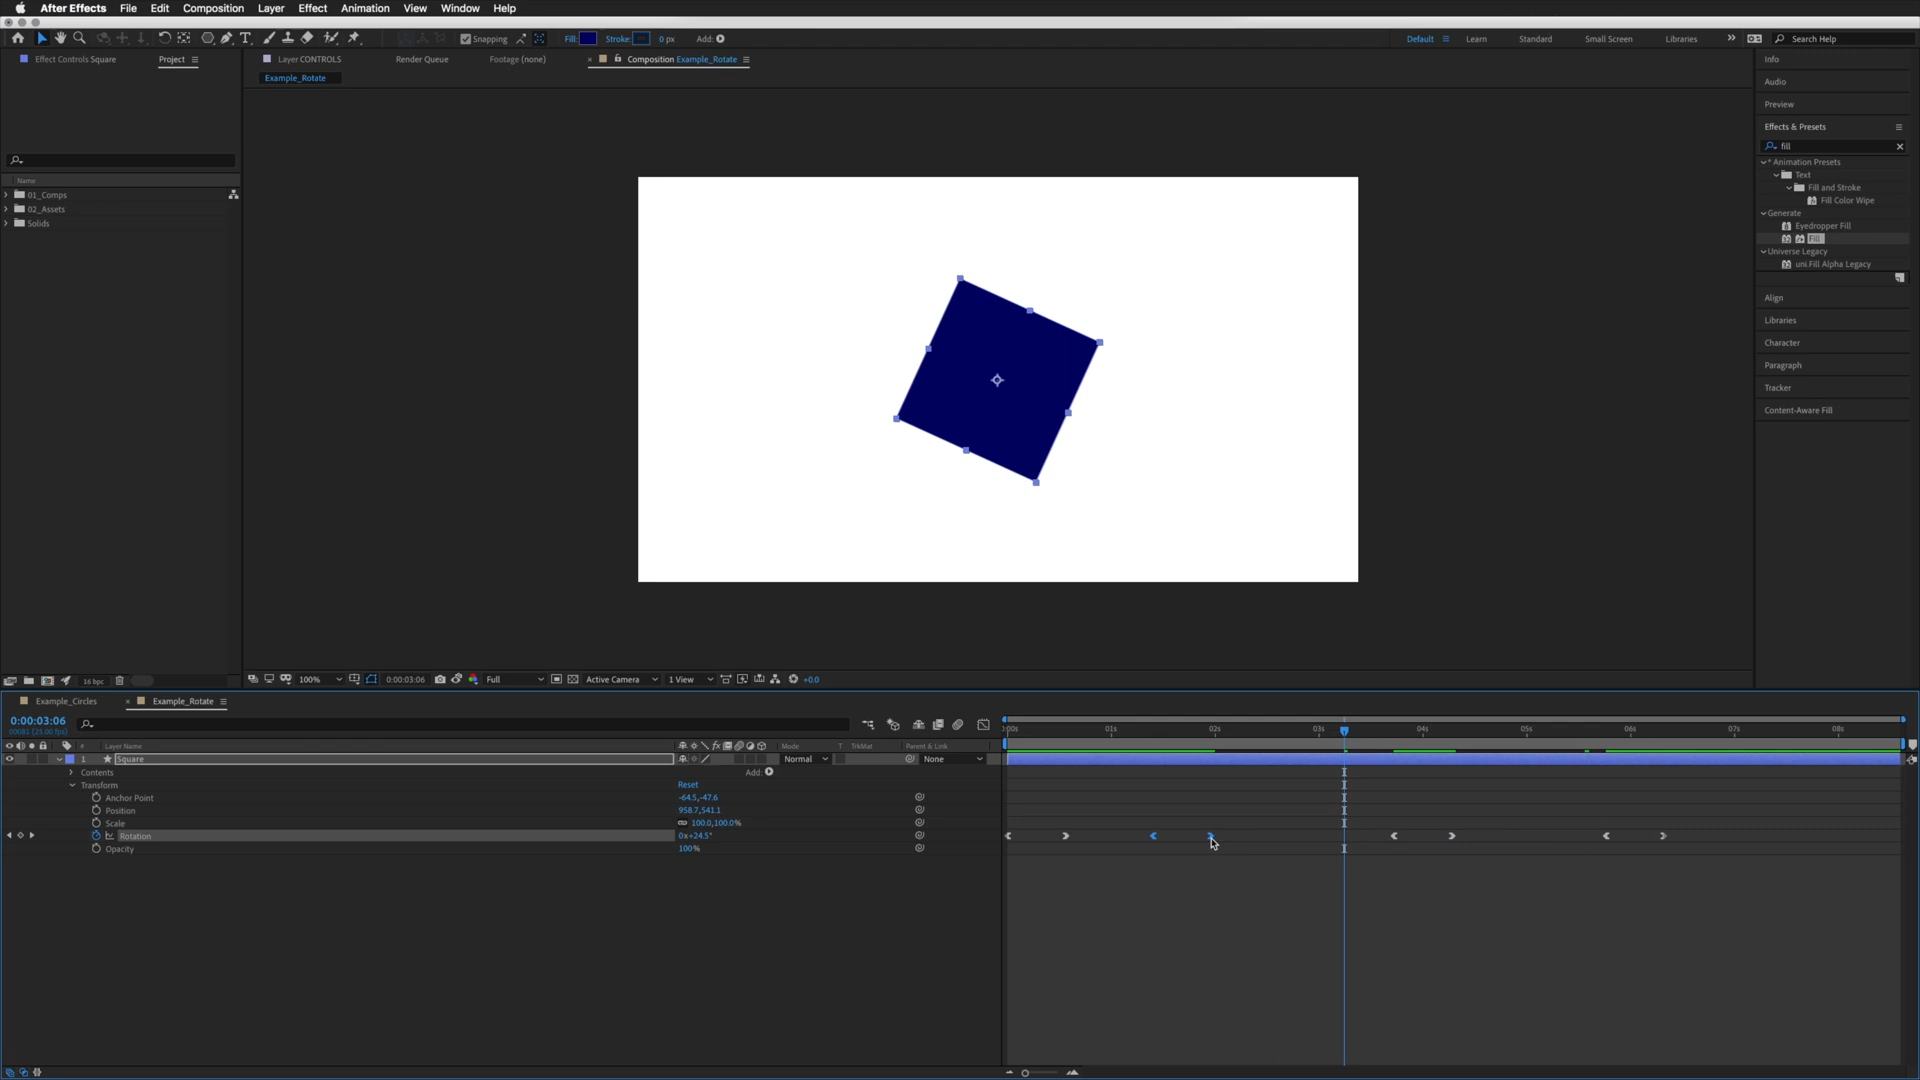 After Effects File Edit Composition Layer Effect Animation View Window Help
Snapping Fill: Stroke: 0 px Add: Default Learn Standard Small Screen Libraries Search Help
Effect Controls Square Project Layer CONTROLS Render Queue Footage (none) Composition Example_Rotate
Example_Rotate
Name
01_Comps
02_Assets
Solids
Info
Audio
Preview
Effects & Presets
fill
* Animation Presets
Text
Fill and Stroke
Fill Color Wipe
Generate
Eyedropper Fill
Fill
Universe Legacy
uni.Fill Alpha Legacy
Align
Libraries
Character
Paragraph
Tracker
Content-Aware Fill
16 bpc 100% 0:00:03:06 Full Active Camera 1 View +0.0
Example_Circles Example_Rotate
0:00:03:06
00081 (25.00 fps)
# Layer Name Mode T TrkMat Parent & Link
1 Square Normal None
Contents Add:
Transform Reset
Anchor Point -64.5,-47.6
Position 958.7,541.1
Scale 100.0,100.0%
Rotation 0x+24.5°
Opacity 100%
:00s 01s 02s 03s 04s 05s 06s 07s 08s